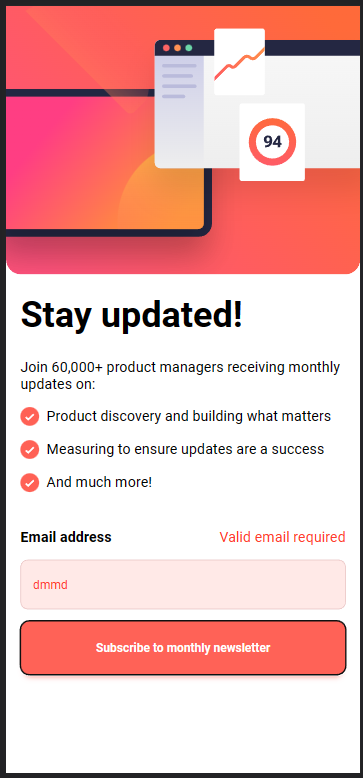 94
Stay updated!
Join 60,000+ product managers receiving monthly
updates on:
Product discovery and building what matters
Measuring to ensure updates are a success
And much more!
Email address Valid email required
dmmd
Subscribe to monthly newsletter